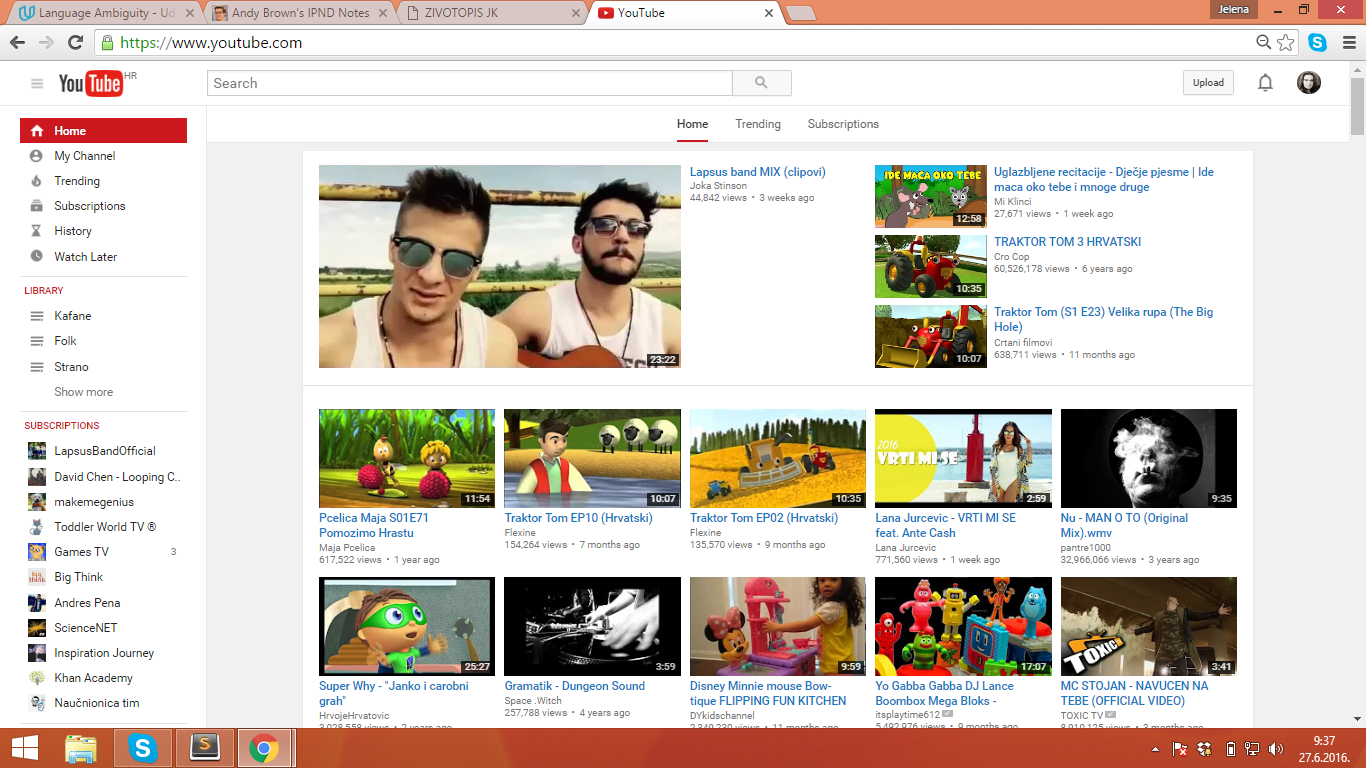 Language Ambiguity - Ud
Andy Brown's IPND Notes
ZIVOTOPIS JK
YouTube
Jelena
https://www.youtube.com
YouTube HR
Search
Upload
Home
My Channel
Trending
Subscriptions
History
Watch Later
LIBRARY
Kafane
Folk
Strano
Show more
SUBSCRIPTIONS
LapsusBandOfficial
David Chen - Looping C..
makemegenius
Toddler World TV ®
Games TV 3
Big Think
Andres Pena
ScienceNET
Inspiration Journey
Khan Academy
Naučnionica tim
Home Trending Subscriptions
23:22
Lapsus band MIX (clipovi)
Joka Stinson
44,842 views • 3 weeks ago
IDE MACA OKO TEBE
12:58
Uglazbljene recitacije - Dječje pjesme | Ide
maca oko tebe i mnoge druge
Mi Klinci
27,671 views • 1 week ago
10:35
TRAKTOR TOM 3 HRVATSKI
Cro Cop
60,526,178 views • 6 years ago
10:07
Traktor Tom (S1 E23) Velika rupa (The Big
Hole)
Crtani filmovi
638,711 views • 11 months ago
11:54
Pcelica Maja S01E71
Pomozimo Hrastu
Maja Pcelica
617,522 views • 1 year ago
10:07
Traktor Tom EP10 (Hrvatski)
Flexine
154,264 views • 7 months ago
10:35
Traktor Tom EP02 (Hrvatski)
Flexine
135,570 views • 9 months ago
2016
VRTI MI SE
2:59
Lana Jurcevic - VRTI MI SE
feat. Ante Cash
Lana Jurcevic
771,560 views • 1 week ago
9:35
Nu - MAN O TO (Original
Mix).wmv
pantre1000
32,966,066 views • 3 years ago
25:27
Super Why - "Janko i carobni
grah"
HrvojeHrvatovic
3,028,558 views • 2 years ago
3:59
Gramatik - Dungeon Sound
Space .Witch
257,788 views • 4 years ago
9:59
Disney Minnie mouse Bow-
tique FLIPPING FUN KITCHEN
DYkidschannel
2,349,239 views • 11 months ago
17:07
Yo Gabba Gabba DJ Lance
Boombox Mega Bloks -
itsplaytime612
5,492,976 views • 9 months ago
TOXIC
3:41
MC STOJAN - NAVUCEN NA
TEBE (OFFICIAL VIDEO)
TOXIC TV
8,910,125 views • 3 months ago
9:37
27.6.2016.